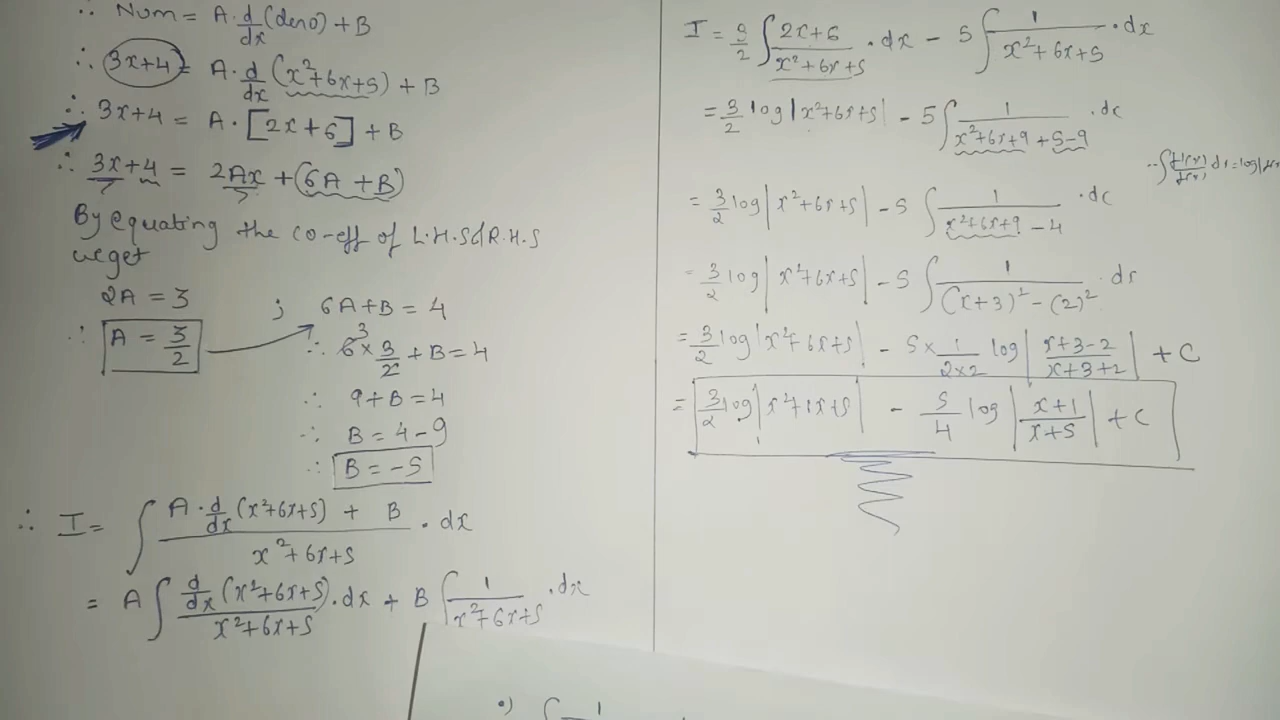 ∴ Num = A. d/dx (deno) + B
∴ 3x+4 = A. d/dx (x²+6x+5) + B
∴ 3x+4 = A. [2x+6] + B
∴ 3x+4 = 2Ax + (6A+B)
By equating the co-eff of L.H.S & R.H.S
we get
2A = 3 ; 6A+B = 4
∴ A = 3/2 ∴ 6³ × 3/2 + B = 4
∴ 9+B = 4
∴ B = 4-9
∴ B = -5
∴ I = ∫ (A. d/dx (x²+6x+5) + B)/(x²+6x+5) . dx
= A ∫ (d/dx (x²+6x+5))/(x²+6x+5) . dx + B ∫ 1/(x²+6x+5) . dx
I = 3/2 ∫ (2x+6)/(x²+6x+5) . dx - 5 ∫ 1/(x²+6x+5) . dx
= 3/2 log|x²+6x+5| - 5 ∫ 1/(x²+6x+9+5-9) . dx
∵ ∫ f'(x)/f(x) dx = log|f(x)
= 3/2 log|x²+6x+5| - 5 ∫ 1/(x²+6x+9-4) . dx
= 3/2 log|x²+6x+5| - 5 ∫ 1/((x+3)²-(2)²) . dx
= 3/2 log|x²+6x+5| - 5× 1/(2×2) log|(x+3-2)/(x+3+2)| + C
= 3/2 log|x²+6x+5| - 5/4 log|(x+1)/(x+5)| + C
•) ∫ 1